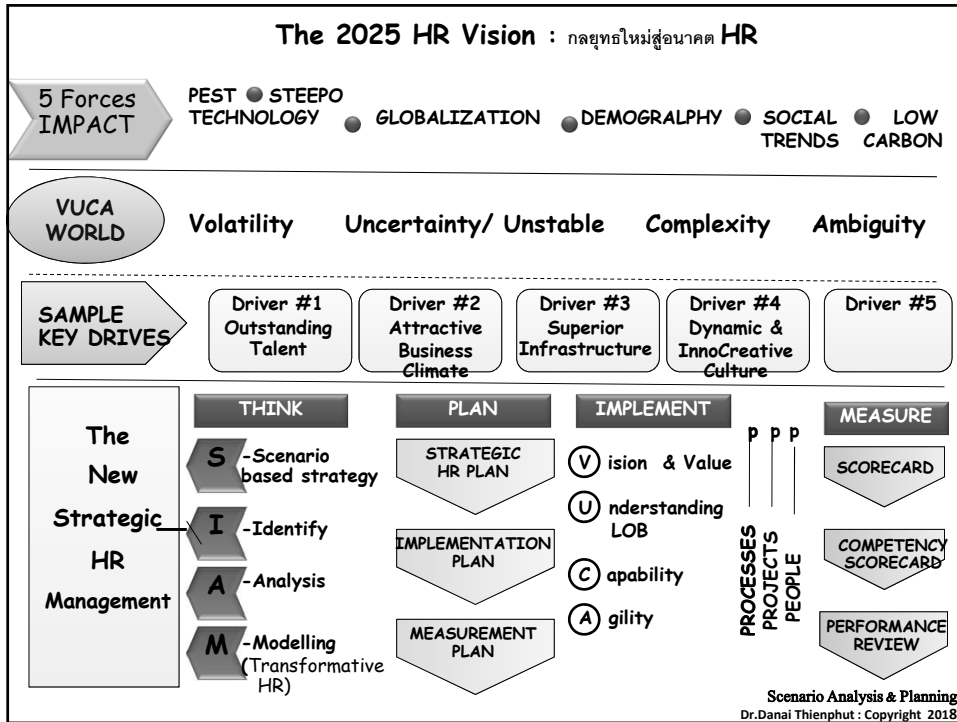 The 2025 HR Vision : กลยุทธใหม่สู่อนาคต HR
5 Forces
IMPACT
PEST STEEPO
TECHNOLOGY
GLOBALIZATION
DEMOGRALPHY
SOCIAL
TRENDS
LOW
CARBON
VUCA
WORLD
Volatility
Uncertainty/ Unstable
Complexity
Ambiguity
SAMPLE
KEY DRIVES
Driver #1
Outstanding
Talent
Driver #2
Attractive
Business
Climate
Driver #3
Superior
Infrastructure
Driver #4
Dynamic &
InnoCreative
Culture
Driver #5
The
New
Strategic
HR
Management
THINK
S -Scenario
based strategy
I -Identify
A -Analysis
M -Modelling
(Transformative
HR)
PLAN
STRATEGIC
HR PLAN
IMPLEMENTATION
PLAN
MEASUREMENT
PLAN
IMPLEMENT
V ision & Value
U nderstanding
LOB
C apability
A gility
P P P
PROCESSES
PROJECTS
PEOPLE
MEASURE
SCORECARD
COMPETENCY
SCORECARD
PERFORMANCE
REVIEW
Scenario Analysis & Planning
Dr.Danai Thienphut : Copyright 2018